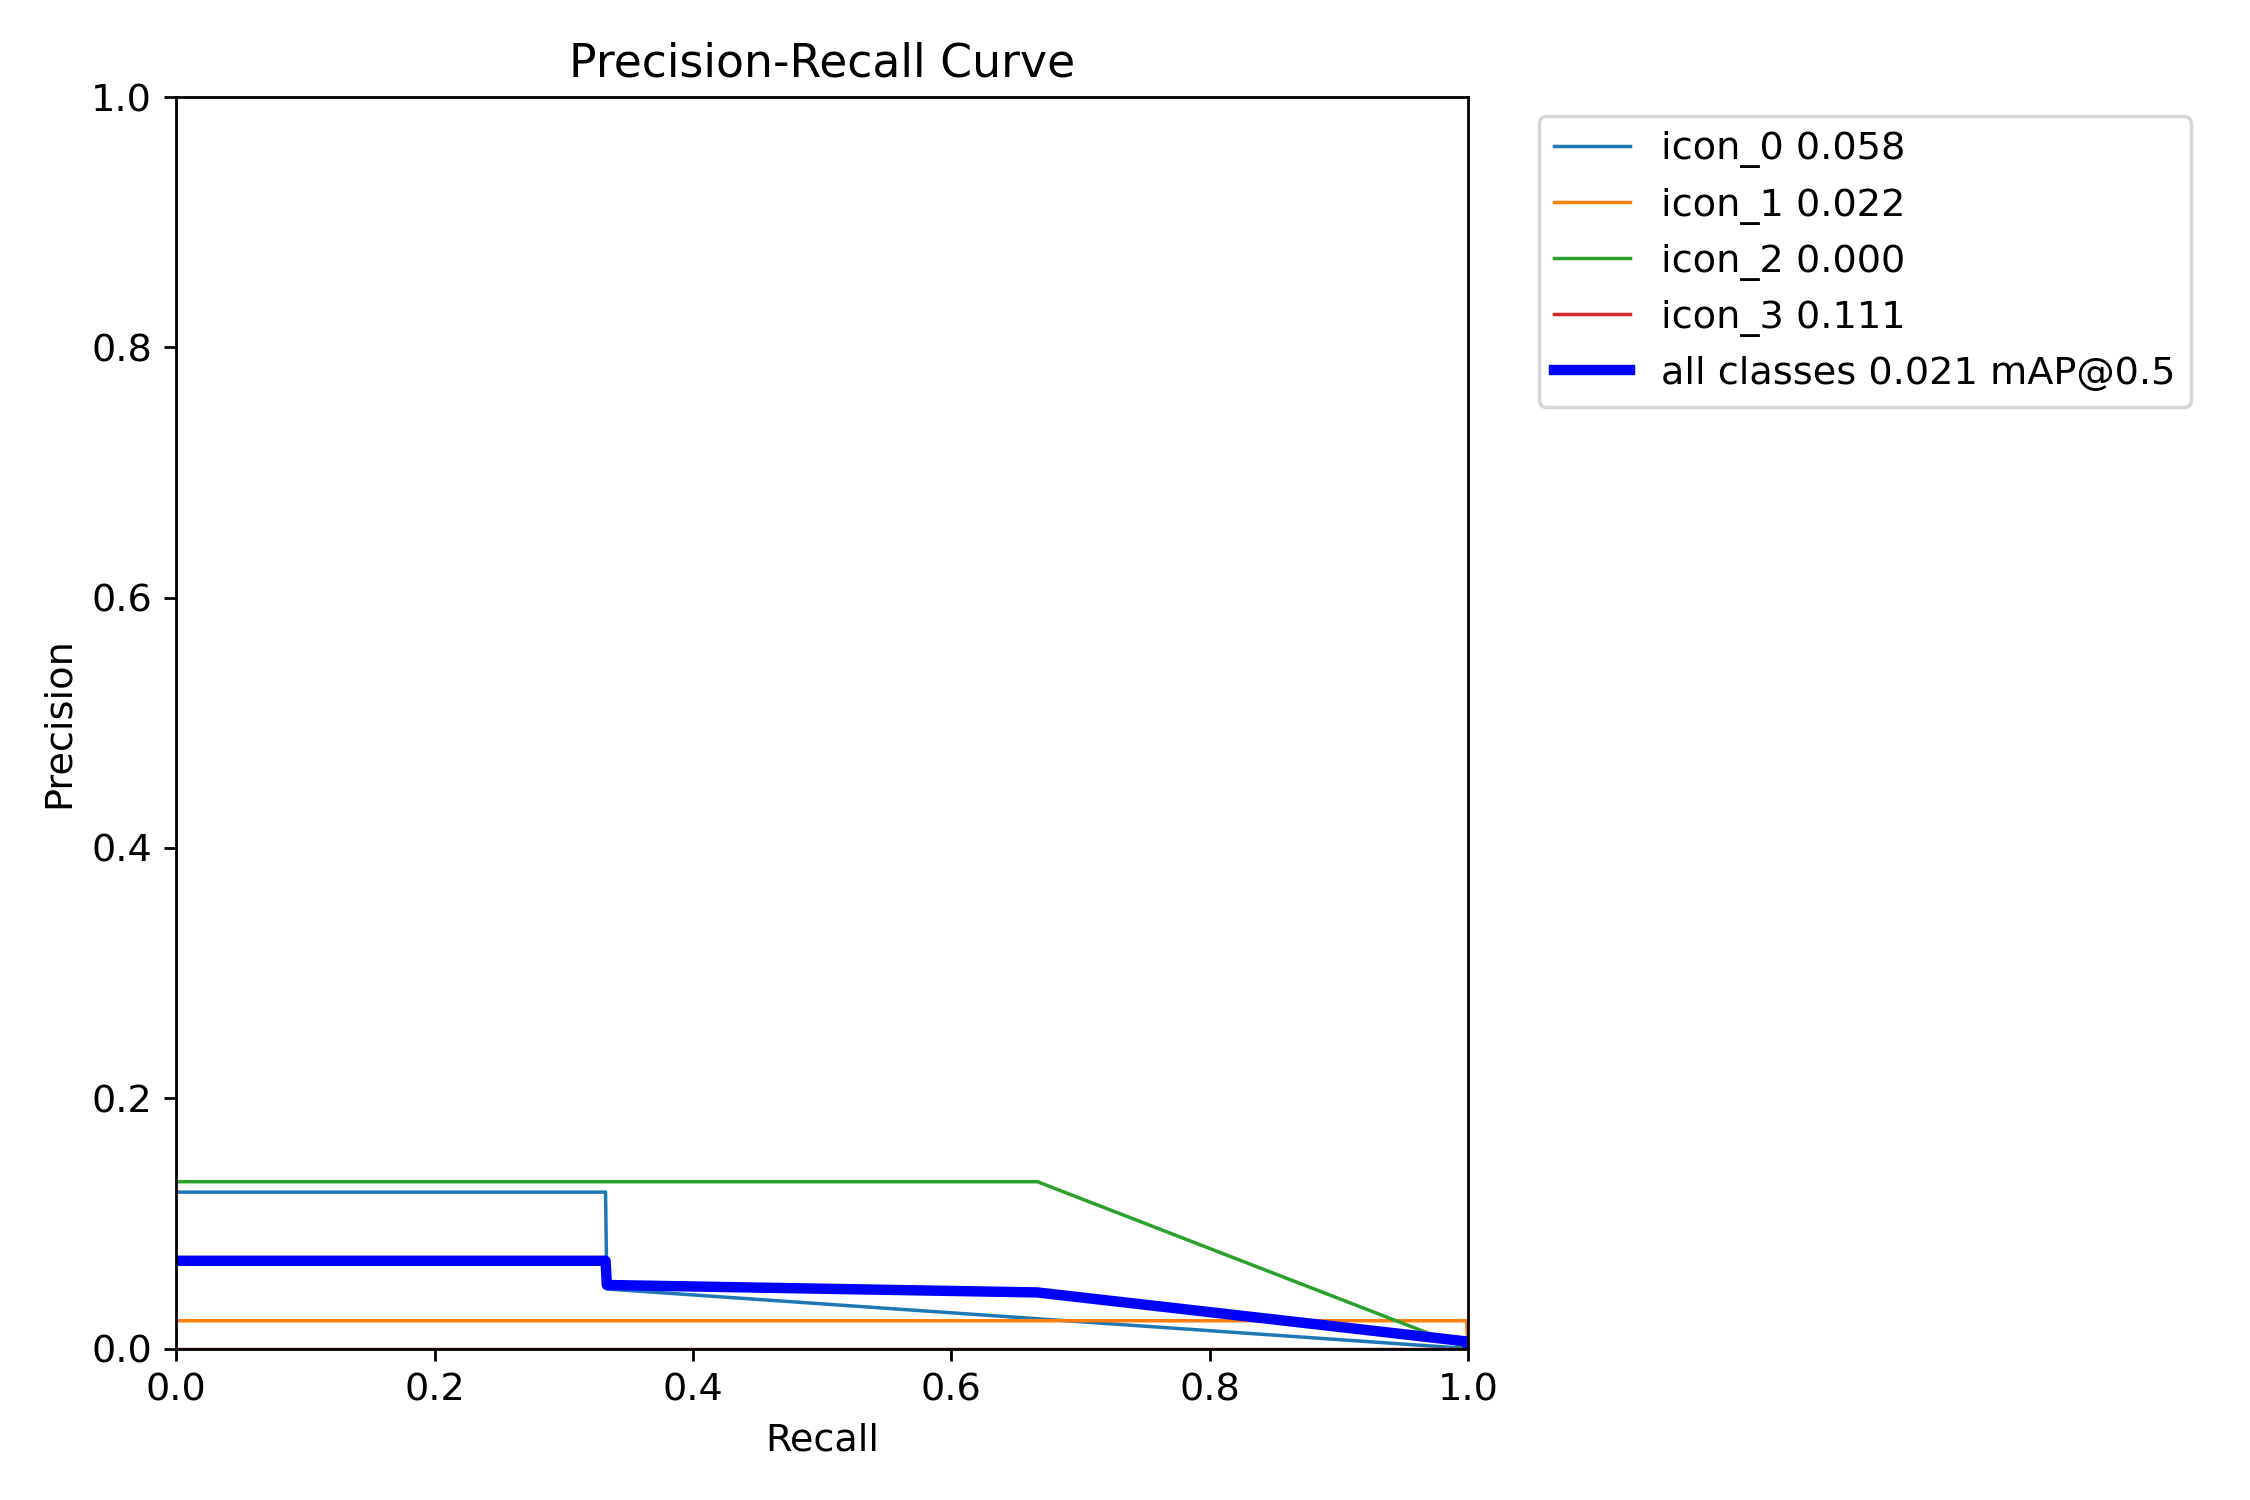 Precision-Recall Curve
1.0
0.8
0.6
0.4
0.2
0.0
Precision
0.0 0.2 0.4 0.6 0.8 1.0
Recall
icon_0 0.058
icon_1 0.022
icon_2 0.000
icon_3 0.111
all classes 0.021 mAP@0.5